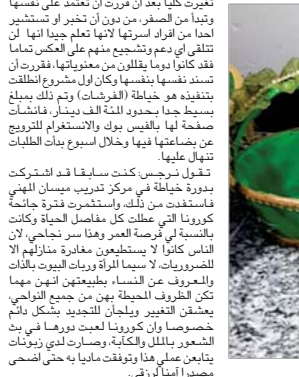 تغيرت كليا بعد ان قررت ان تعتمد على نفسها
وتبدأ من الصفر، من دون أن تخبر او تستشير
احدا من افراد اسرتها لانها تعلم جيدا انها لن
تتلقى اي دعم وتشجيع منهم على العكس تماما
فقد كانوا دوما يقللون من معنوياتها، فقررت أن
تسند نفسها بنفسها وكان اول مشروع انطلقت
بتنفيذه هو خياطة (الفرشات) وتم ذلك بمبلغ
بسيط جدا بحدود المئة الف دينار، فانشأت
صفحة لها بالفيس بوك والانستغرام للترويج
عن بضاعتها فيها وخلال اسبوع بدأت الطلبات
تنهال عليها.
تقول نرجس: كنت سابقا قد اشتركت
بدورة خياطة في مركز تدريب ميسان المهني
فاستفدت من ذلك، واستثمرت فترة جائحة
كورونا التي عطلت كل مفاصل الحياة وكانت
بالنسبة لي فرصة العمر وهذا سر نجاحي، لان
الناس كانوا لا يستطيعون مغادرة منازلهم الا
للضروريات، لا سيما المرأة وربات البيوت بالذات
والمعروف عن النساء بطبيعتهن انهن مهما
تكن الظروف المحيطة بهن من جميع النواحي،
يعشقن التغيير ويلجأن للتجديد بشكل دائم
خصوصا وان كورونا لعبت دورها في بث
الشعور بالملل والكآبة، وصارت لدي زبونات
يتابعن عملي هذا وتوفقت ماديا به حتى اضحى
مصدرا آمنا لرزقي.